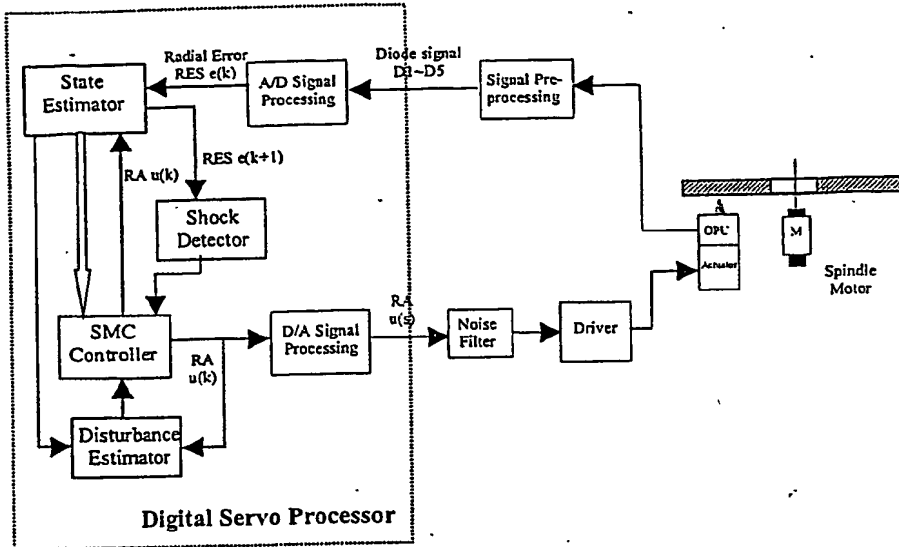 Radial Error
RES e(k)
Diode signal
D1~D5
State
Estimator
A/D Signal
Processing
Signal Pre-
processing
RA u(k)
RES e(k+1)
Shock
Detector
OPU
M
Actuator
Spindle
Motor
SMC
Controller
RA
u(k)
D/A Signal
Processing
RA
u(s)
Noise
Filter
Driver
Disturbance
Estimator
Digital Servo Processor